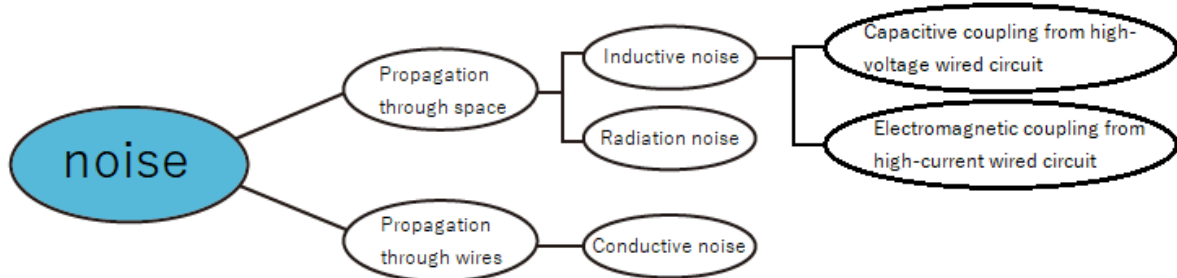 noise
Propagation
through space
Inductive noise
Capacitive coupling from high-
voltage wired circuit
Electromagnetic coupling from
high-current wired circuit
Radiation noise
Propagation
through wires
Conductive noise